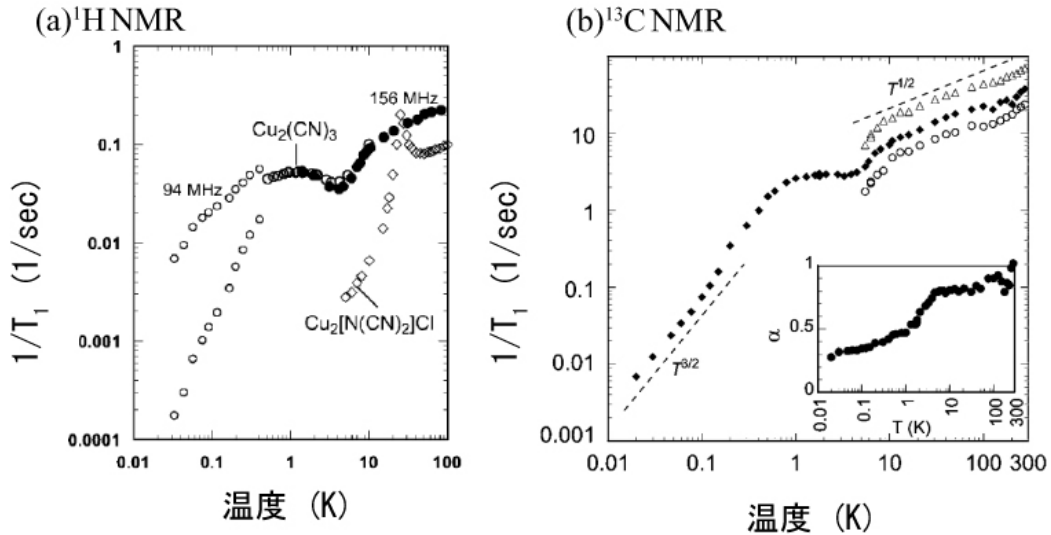 (a)¹H NMR
1
0.1
0.01
0.001
0.0001
1/T₁ (1/sec)
156 MHz
Cu₂(CN)₃
94 MHz
Cu₂[N(CN)₂]Cl
0.01 0.1 1 10 100
温度 (K)
(b)¹³C NMR
10
1
0.1
0.01
0.001
1/T₁ (1/sec)
T^1/2
T^3/2
1
0.5
0
α
0.01 0.1 1 10 100 300
T (K)
0.01 0.1 1 10 100 300
温度 (K)